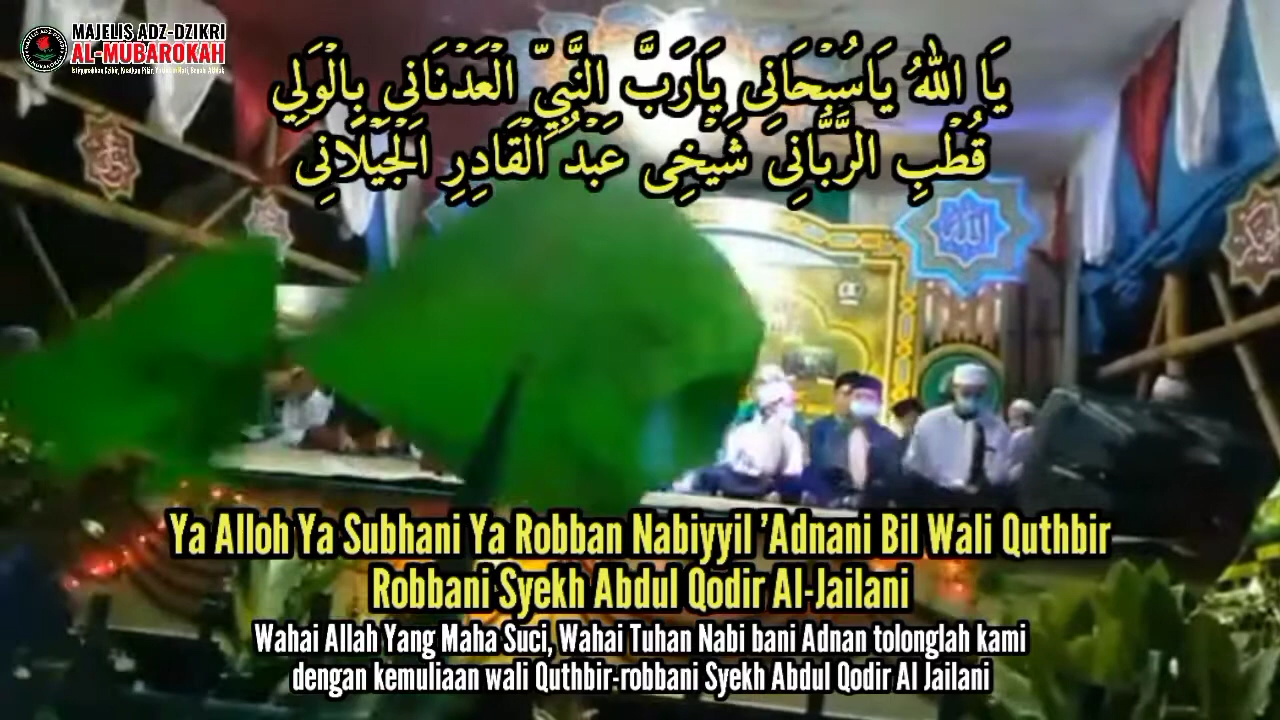 MAJELIS ADZ-DZIKRI
AL-MUBAROKAH
يَا اللهُ يَاسُبْحَانِى يَارَبَّ النَّبِيِّ الْعَدْنَانِى بِالْوَلِي
قُطْبِ الرَّبَّانِى شَيْخِى عَبْدُ الْقَادِرِ الْجَيْلَانِى
الله
Ya Alloh Ya Subhani Ya Robban Nabiyyil 'Adnani Bil Wali Quthbir
Robbani Syekh Abdul Qodir Al-Jailani
Wahai Allah Yang Maha Suci, Wahai Tuhan Nabi bani Adnan tolonglah kami
dengan kemuliaan wali Quthbir-robbani Syekh Abdul Qodir Al Jailani